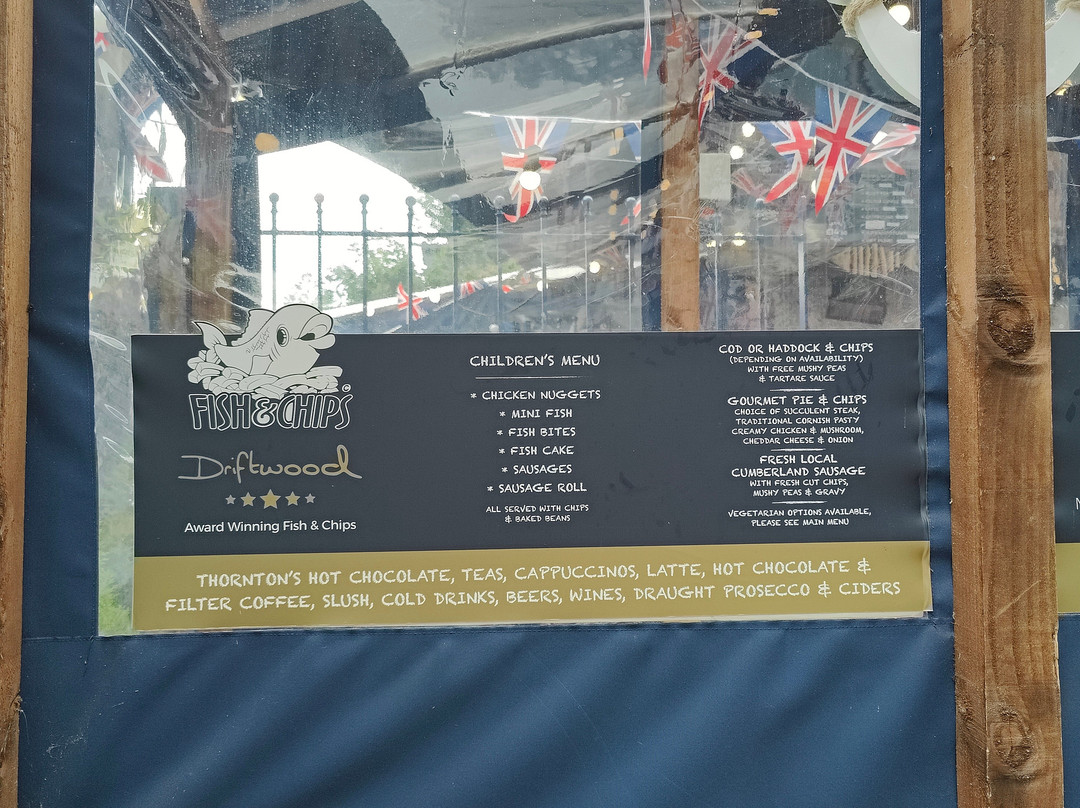 FISH & CHIPS
©
Driftwood
Award Winning Fish & Chips
CHILDREN'S MENU
* CHICKEN NUGGETS
* MINI FISH
* FISH BITES
* FISH CAKE
* SAUSAGES
* SAUSAGE ROLL
ALL SERVED WITH CHIPS
& BAKED BEANS
COD OR HADDOCK & CHIPS
(DEPENDING ON AVAILABILITY)
WITH FREE MUSHY PEAS
& TARTARE SAUCE
GOURMET PIE & CHIPS
CHOICE OF SUCCULENT STEAK,
TRADITIONAL CORNISH PASTY
CREAMY CHICKEN & MUSHROOM,
CHEDDAR CHEESE & ONION
FRESH LOCAL
CUMBERLAND SAUSAGE
WITH FRESH CUT CHIPS,
MUSHY PEAS & GRAVY
VEGETARIAN OPTIONS AVAILABLE,
PLEASE SEE MAIN MENU
THORNTON'S HOT CHOCOLATE, TEAS, CAPPUCCINOS, LATTE, HOT CHOCOLATE &
FILTER COFFEE, SLUSH, COLD DRINKS, BEERS, WINES, DRAUGHT PROSECCO & CIDERS